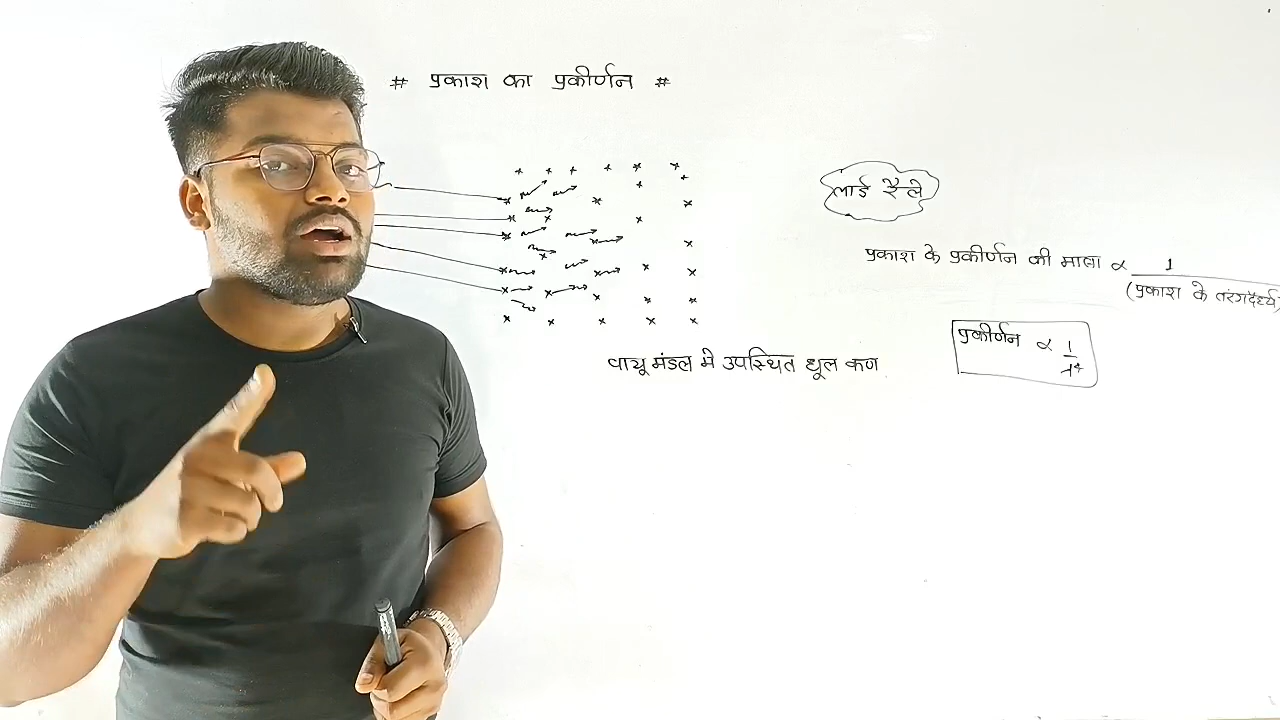 # प्रकाश का प्रकीर्णन #
लार्ड रैले
प्रकाश के प्रकीर्णन की मात्रा ∝ 1
(प्रकाश के तरंगदैर्ध्य
प्रकीर्णन ∝ 1
λ⁴
वायुमंडल मे उपस्थित धूल कण